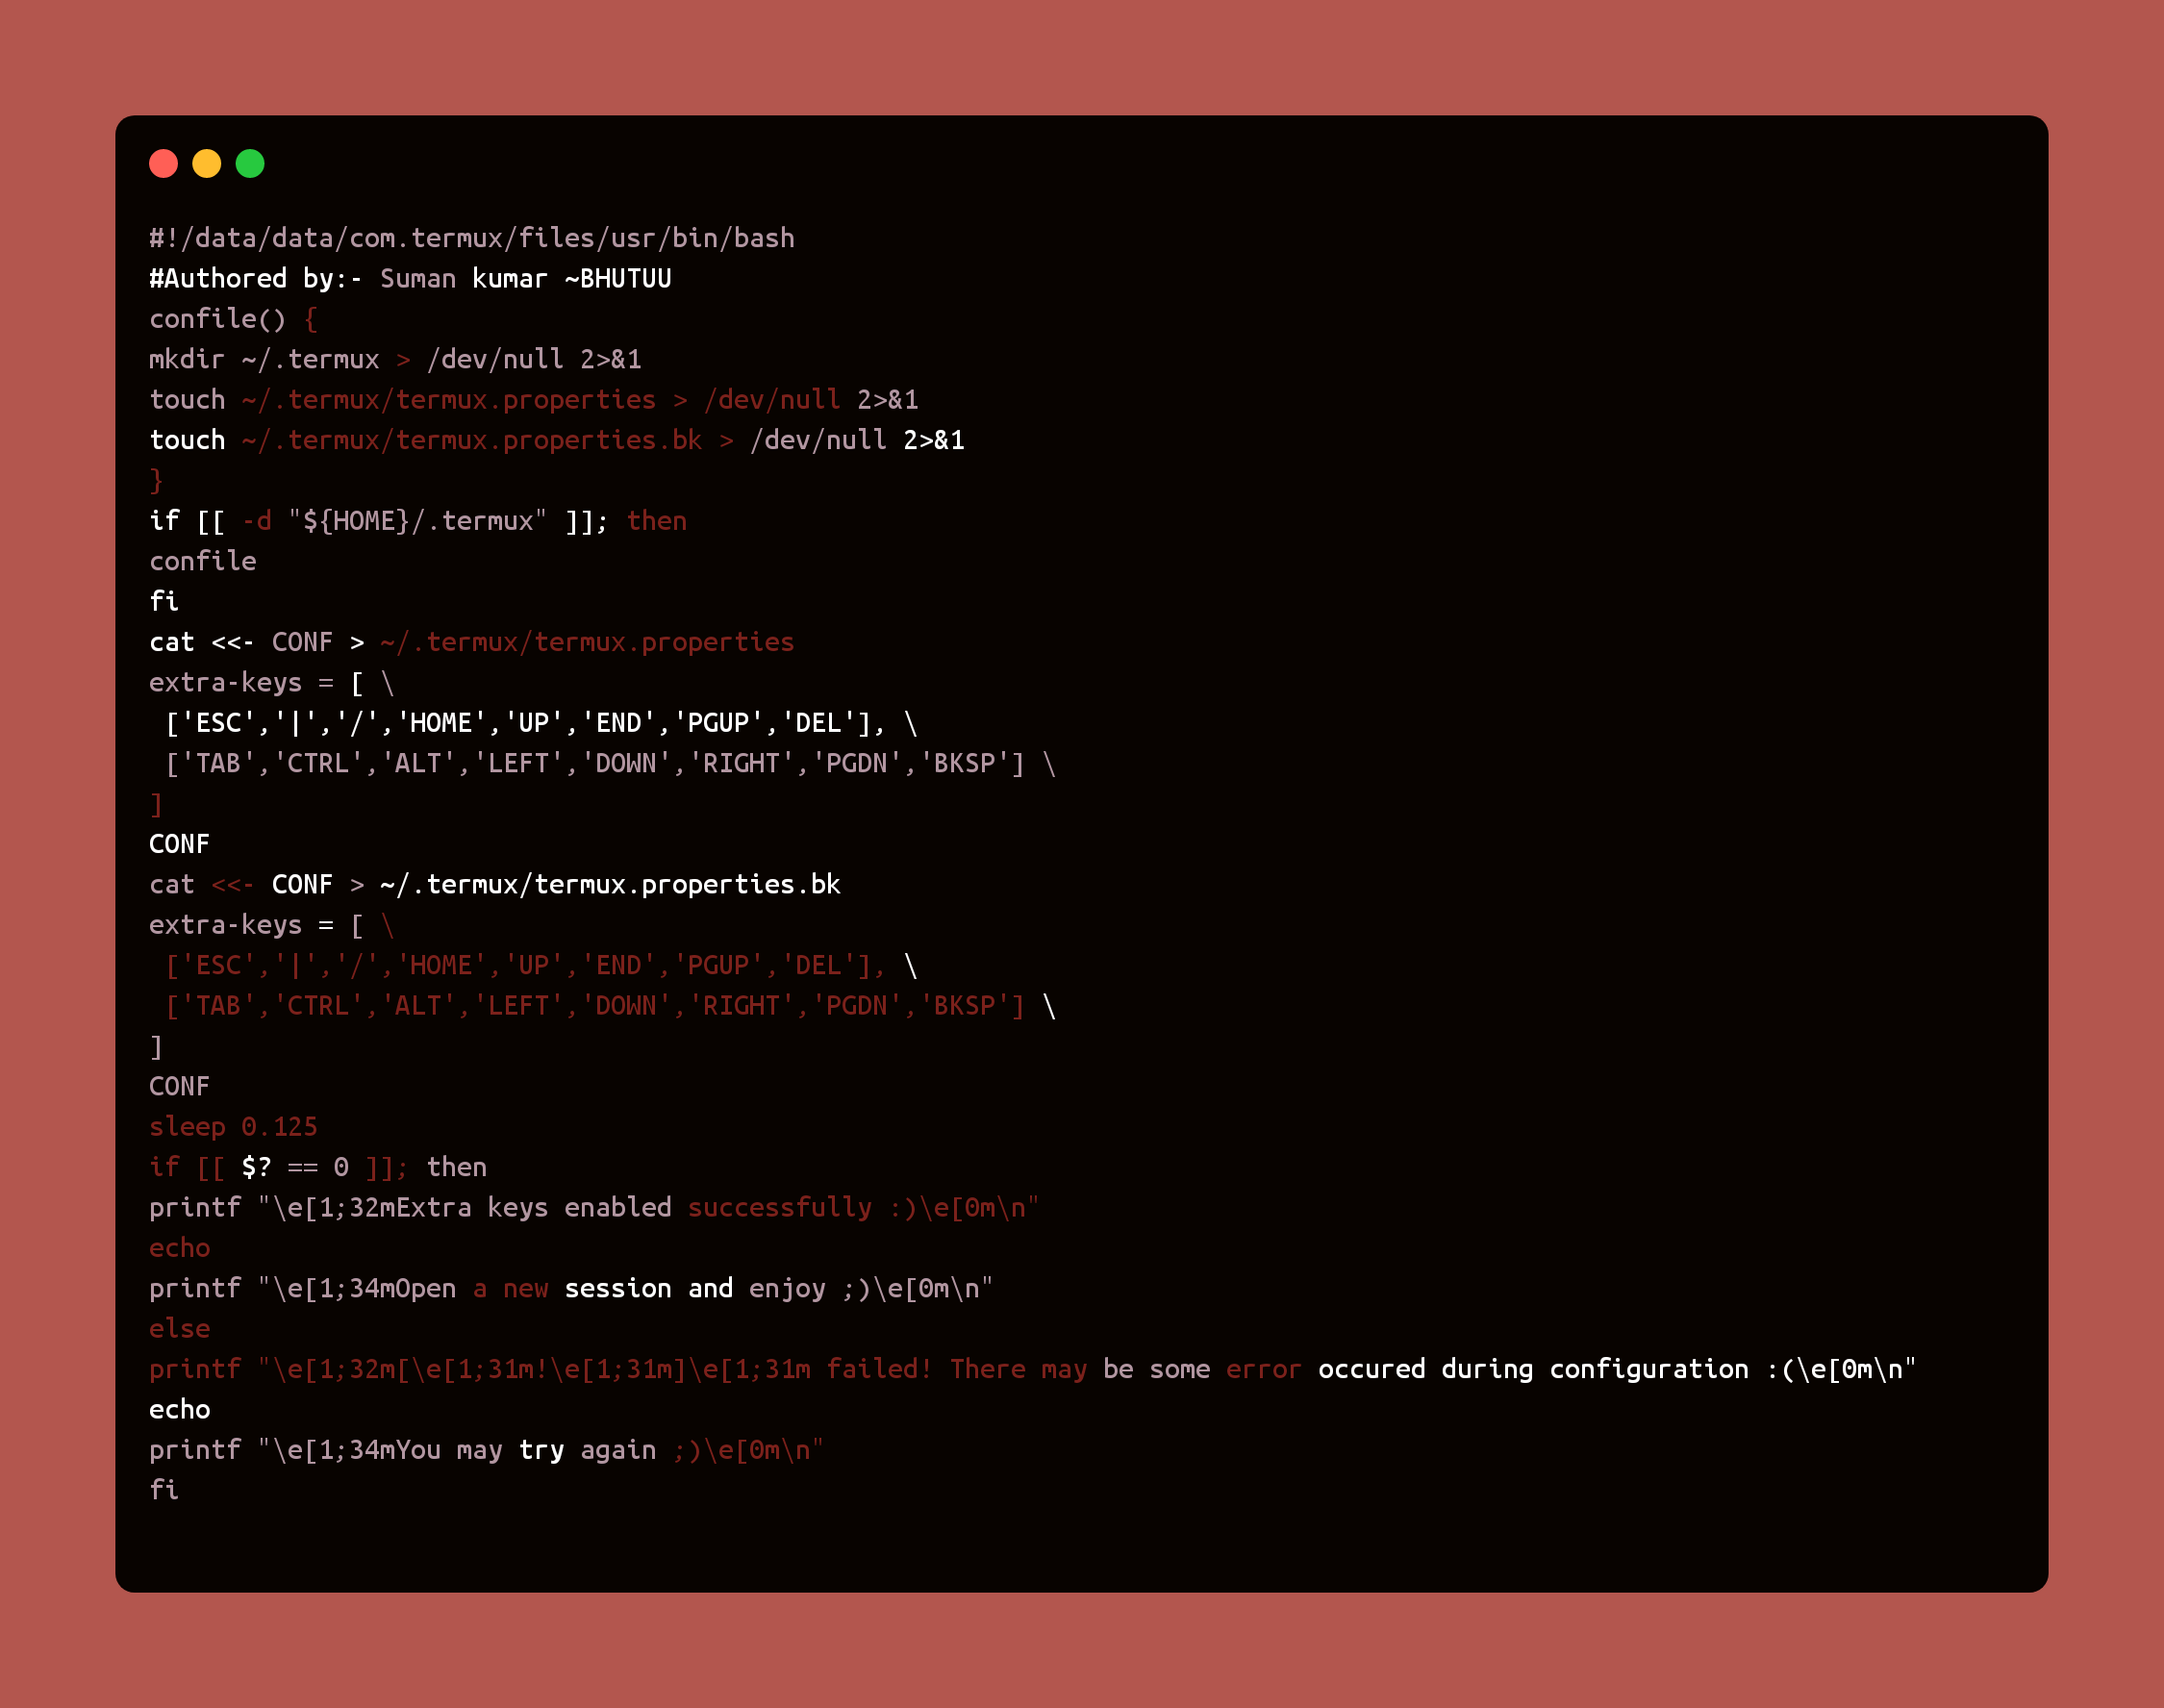 #!/data/data/com.termux/files/usr/bin/bash
#Authored by:- Suman kumar ~BHUTUU
confile() {
mkdir ~/.termux > /dev/null 2>&1
touch ~/.termux/termux.properties > /dev/null 2>&1
touch ~/.termux/termux.properties.bk > /dev/null 2>&1
}
if [[ -d "${HOME}/.termux" ]]; then
confile
fi
cat <<- CONF > ~/.termux/termux.properties
extra-keys = [ \
 ['ESC','|','/','HOME','UP','END','PGUP','DEL'], \
 ['TAB','CTRL','ALT','LEFT','DOWN','RIGHT','PGDN','BKSP'] \
]
CONF
cat <<- CONF > ~/.termux/termux.properties.bk
extra-keys = [ \
 ['ESC','|','/','HOME','UP','END','PGUP','DEL'], \
 ['TAB','CTRL','ALT','LEFT','DOWN','RIGHT','PGDN','BKSP'] \
]
CONF
sleep 0.125
if [[ $? == 0 ]]; then
printf "\e[1;32mExtra keys enabled successfully :)\e[0m\n"
echo
printf "\e[1;34mOpen a new session and enjoy ;)\e[0m\n"
else
printf "\e[1;32m[\e[1;31m!\e[1;31m]\e[1;31m failed! There may be some error occured during configuration :(\e[0m\n"
echo
printf "\e[1;34mYou may try again ;)\e[0m\n"
fi